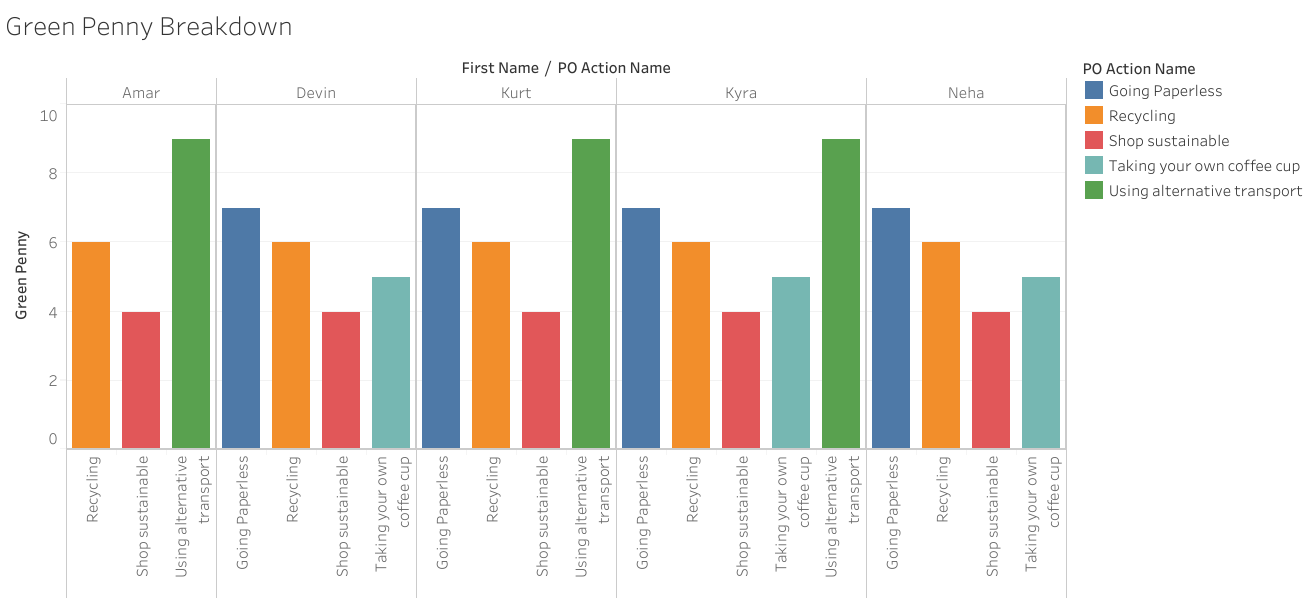 Green Penny Breakdown
First Name / PO Action Name
Amar
Devin
Kurt
Kyra
Neha
Green Penny
10
8
6
4
2
0
Recycling
Shop sustainable
Using alternative
transport
Going Paperless
Recycling
Shop sustainable
Taking your own
coffee cup
Going Paperless
Recycling
Shop sustainable
Using alternative
transport
Going Paperless
Recycling
Shop sustainable
Taking your own
coffee cup
Using alternative
transport
Going Paperless
Recycling
Shop sustainable
Taking your own
coffee cup
PO Action Name
Going Paperless
Recycling
Shop sustainable
Taking your own coffee cup
Using alternative transport